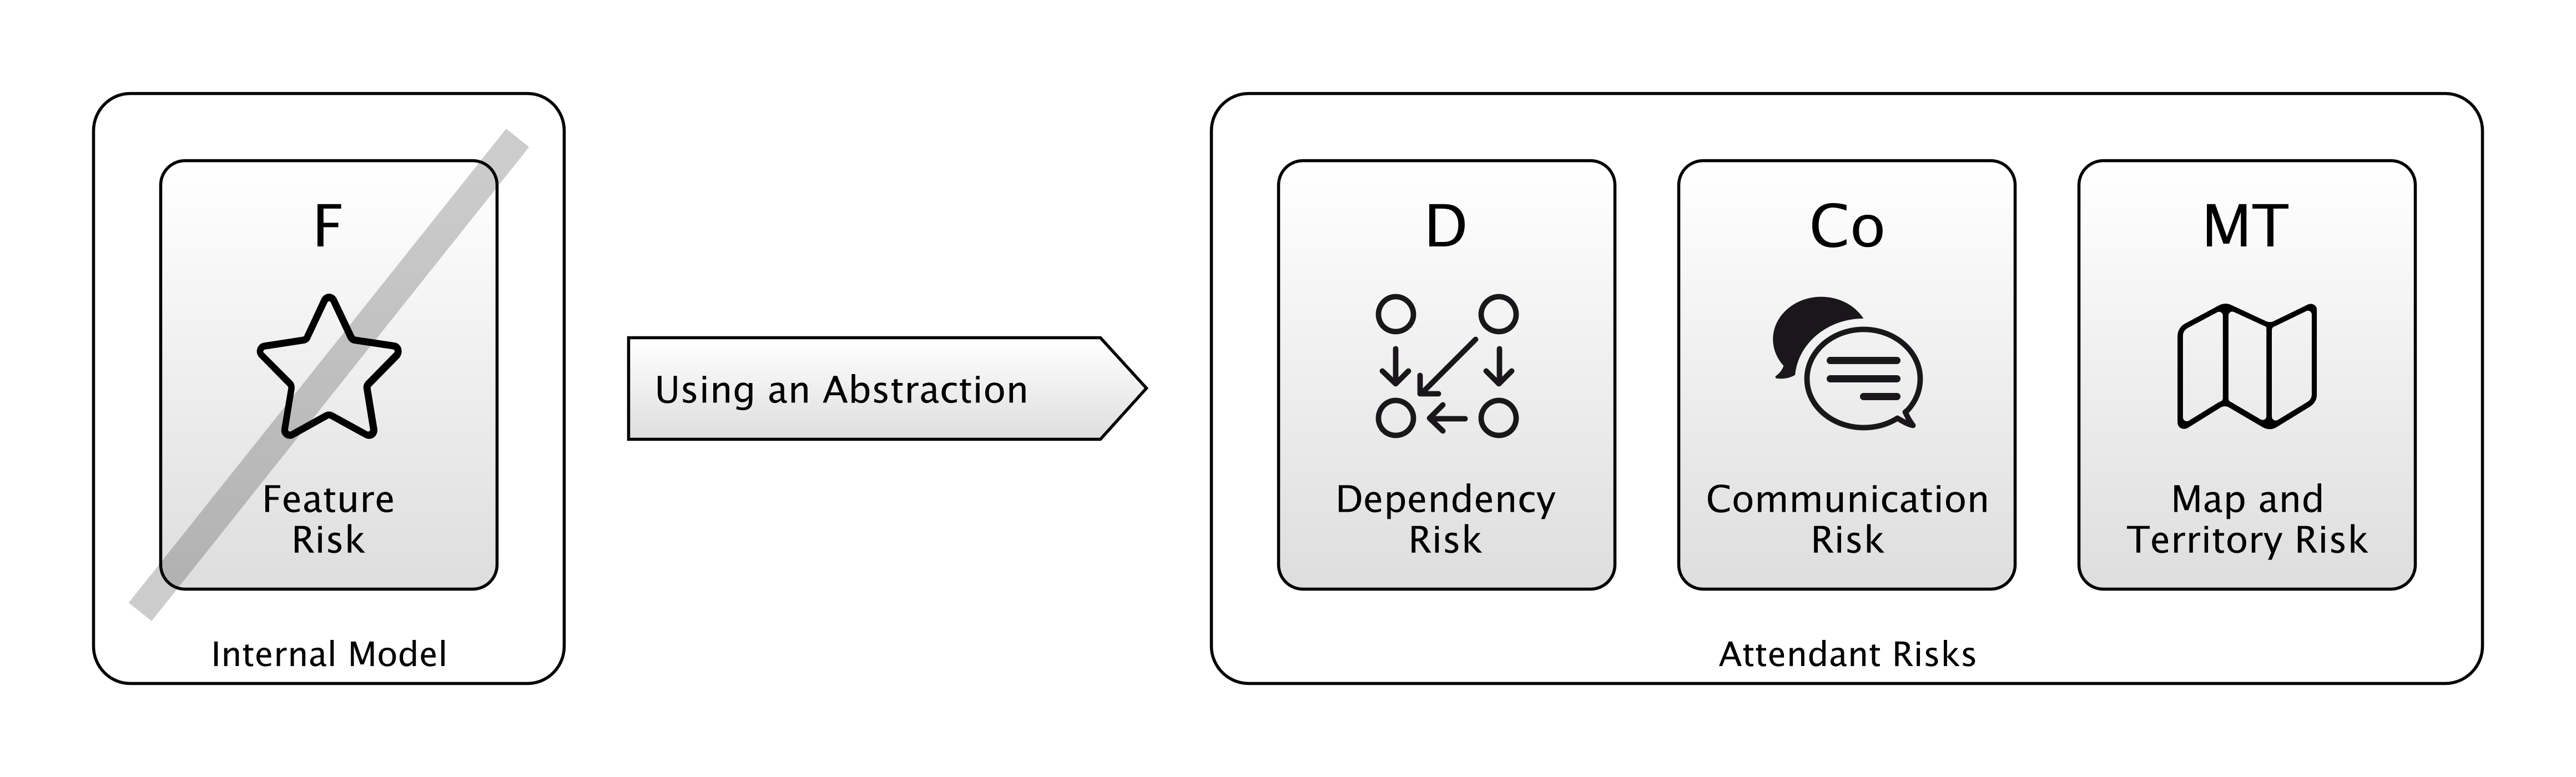 F
Feature
Risk
Internal Model
Using an Abstraction
D
Dependency
Risk
Co
Communication
Risk
MT
Map and
Territory Risk
Attendant Risks